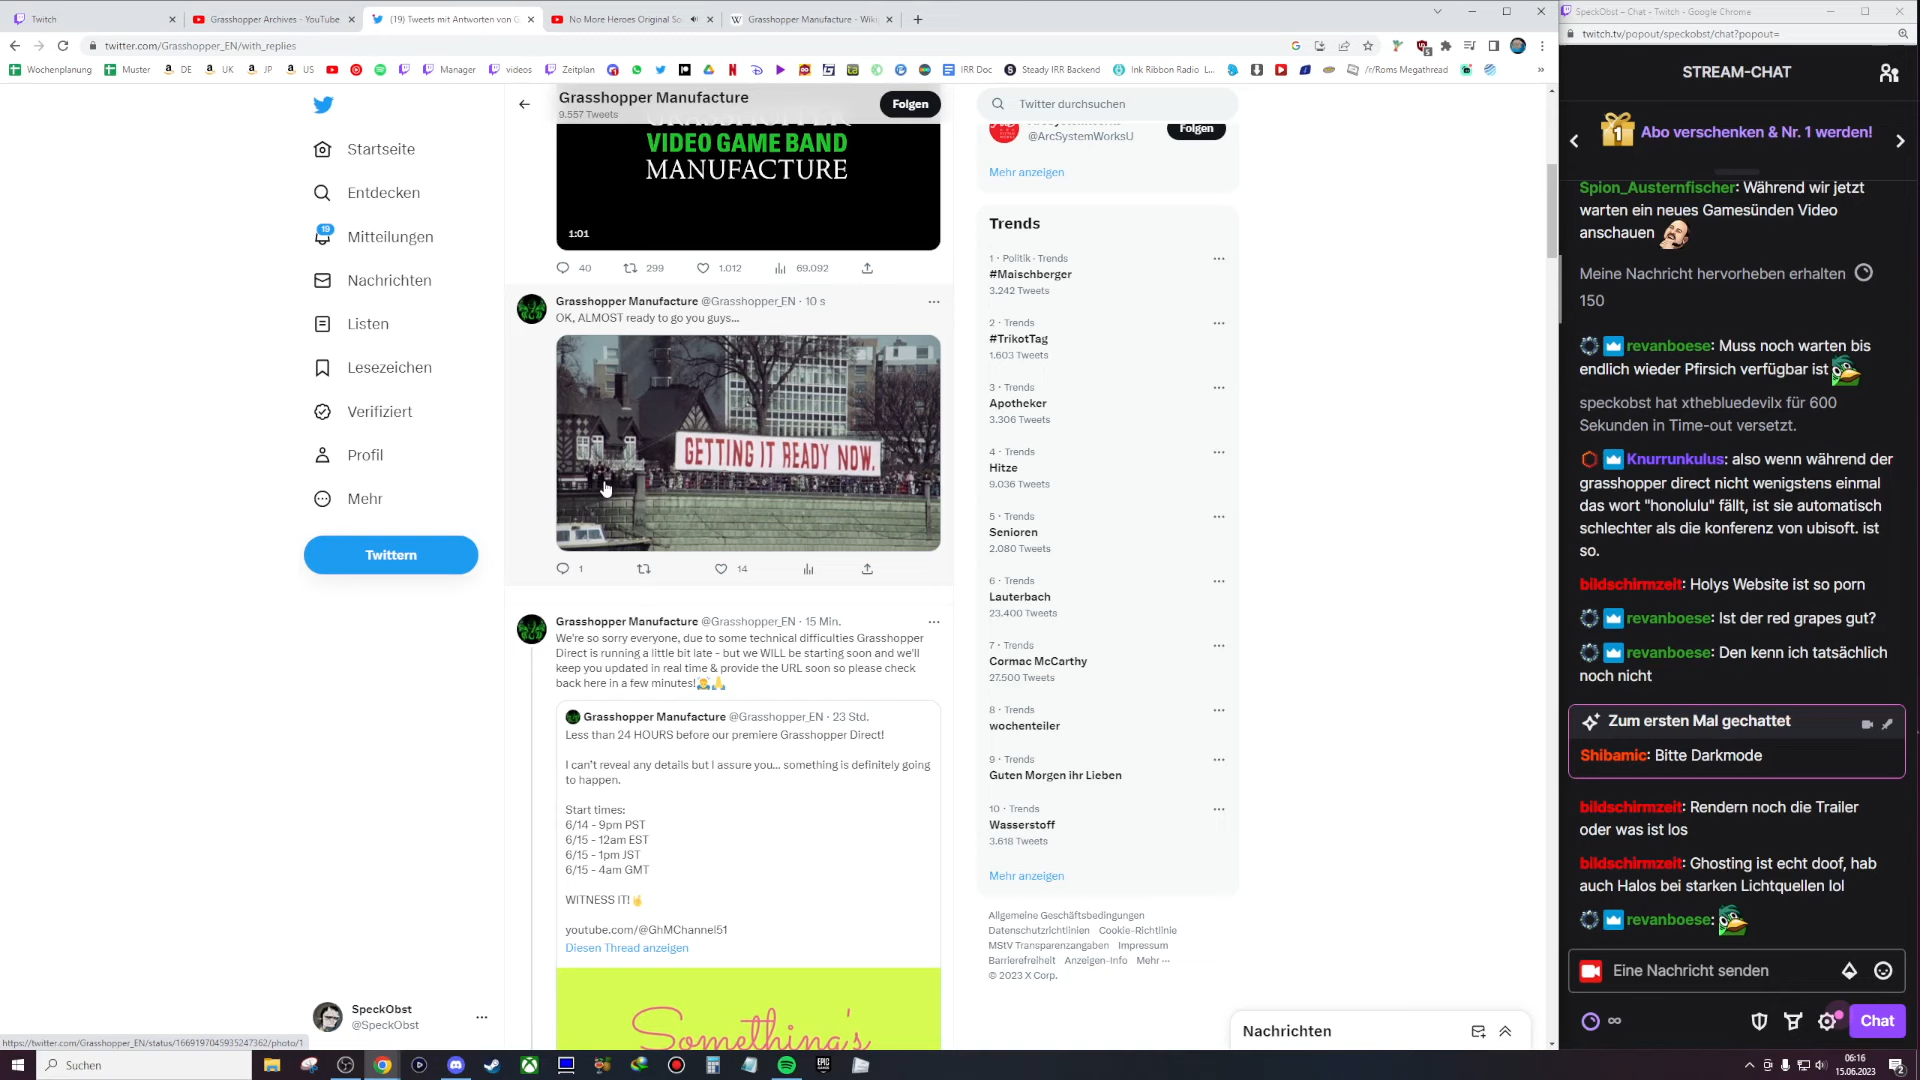 Twitch
Grasshopper Archives - YouTube
(19) Tweets mit Antworten von G
No More Heroes Original So
Grasshopper Manufacture - Wiki
twitter.com/Grasshopper_EN/with_replies
Wochenplanung
Muster
DE
UK
JP
US
Manager
videos
Zeitplan
IRR Doc
Steady IRR Backend
Ink Ribbon Radio L...
/r/Roms Megathread
Grasshopper Manufacture
9.557 Tweets
Folgen
VIDEO GAME BAND
MANUFACTURE
1:01
40
299
1.012
69.092
Startseite
Entdecken
19
Mitteilungen
Nachrichten
Listen
Lesezeichen
Verifiziert
Profil
Mehr
Twittern
SpeckObst
@SpeckObst
Grasshopper Manufacture @Grasshopper_EN · 10 s
OK, ALMOST ready to go you guys...
GETTING IT READY NOW.
1
14
Grasshopper Manufacture @Grasshopper_EN · 15 Min.
We're so sorry everyone, due to some technical difficulties Grasshopper
Direct is running a little bit late - but we WILL be starting soon and we'll
keep you updated in real time & provide the URL soon so please check
back here in a few minutes!
Grasshopper Manufacture @Grasshopper_EN · 23 Std.
Less than 24 HOURS before our premiere Grasshopper Direct!
I can't reveal any details but I assure you... something is definitely going
to happen.
Start times:
6/14 - 9pm PST
6/15 - 12am EST
6/15 - 1pm JST
6/15 - 4am GMT
WITNESS IT!
youtube.com/@GhMChannel51
Diesen Thread anzeigen
Something's
Twitter durchsuchen
@ArcSystemWorksU
Folgen
Mehr anzeigen
Trends
1 · Politik · Trends
#Maischberger
3.242 Tweets
2 · Trends
#TrikotTag
1.603 Tweets
3 · Trends
Apotheker
3.306 Tweets
4 · Trends
Hitze
9.036 Tweets
5 · Trends
Senioren
2.080 Tweets
6 · Trends
Lauterbach
23.400 Tweets
7 · Trends
Cormac McCarthy
27.500 Tweets
8 · Trends
wochenteiler
9 · Trends
Guten Morgen ihr Lieben
10 · Trends
Wasserstoff
3.618 Tweets
Mehr anzeigen
Allgemeine Geschäftsbedingungen
Datenschutzrichtlinien Cookie-Richtlinie
MStV Transparenzangaben Impressum
Barrierefreiheit Anzeigen-Info Mehr ···
© 2023 X Corp.
Nachrichten
https://twitter.com/Grasshopper_EN/status/1669197045935247362/photo/1
SpeckObst – Chat - Twitch - Google Chrome
twitch.tv/popout/speckobst/chat?popout=
STREAM-CHAT
1
Abo verschenken & Nr. 1 werden!
Spion_Austernfischer: Während wir jetzt
warten ein neues Gamesünden Video
anschauen
Meine Nachricht hervorheben erhalten
150
revanboese: Muss noch warten bis
endlich wieder Pfirsich verfügbar ist
speckobst hat xthebluedevilx für 600
Sekunden in Time-out versetzt.
Knurrunkulus: also wenn während der
grasshopper direct nicht wenigstens einmal
das wort "honolulu" fällt, ist sie automatisch
schlechter als die konferenz von ubisoft. ist
so.
bildschirmzeit: Holys Website ist so porn
revanboese: Ist der red grapes gut?
revanboese: Den kenn ich tatsächlich
noch nicht
Zum ersten Mal gechattet
Shibamic: Bitte Darkmode
bildschirmzeit: Rendern noch die Trailer
oder was ist los
bildschirmzeit: Ghosting ist echt doof, hab
auch Halos bei starken Lichtquellen lol
revanboese:
Eine Nachricht senden
Chat
Suchen
06:16
15.06.2023